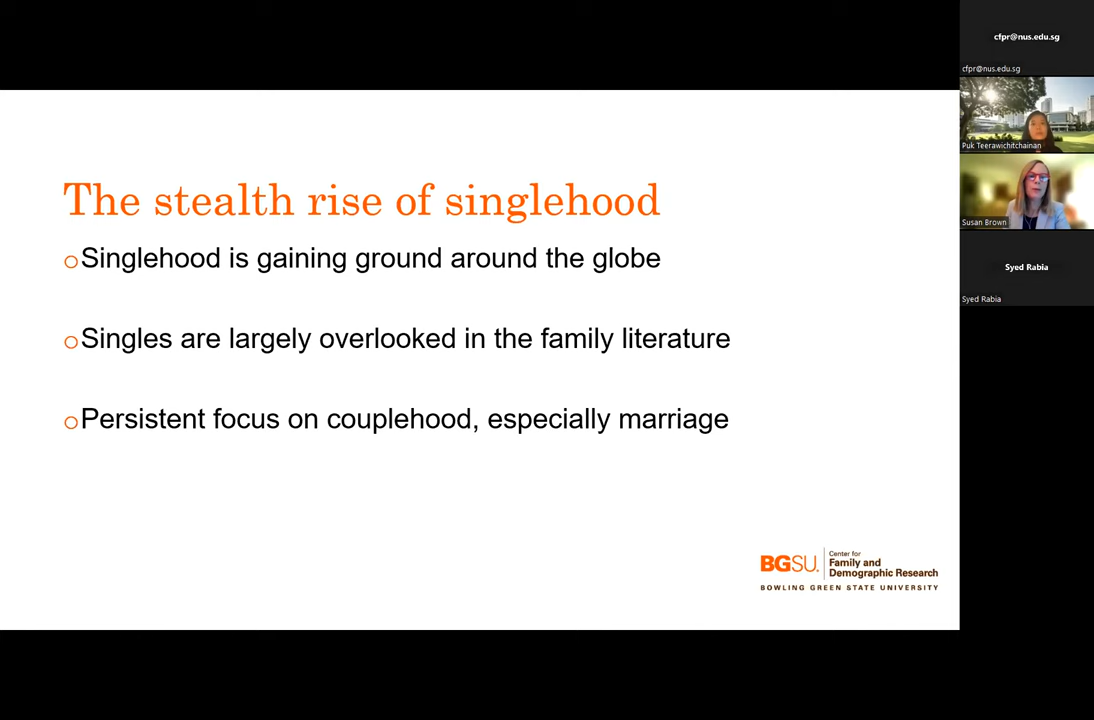 The stealth rise of singlehood
Singlehood is gaining ground around the globe
Singles are largely overlooked in the family literature
Persistent focus on couplehood, especially marriage
BGSU.
Center for
Family and
Demographic Research
BOWLING GREEN STATE UNIVERSITY
cfpr@nus.edu.sg
cfpr@nus.edu.sg
Puk Teerawichitchainan
Susan Brown
Syed Rabia
Syed Rabia